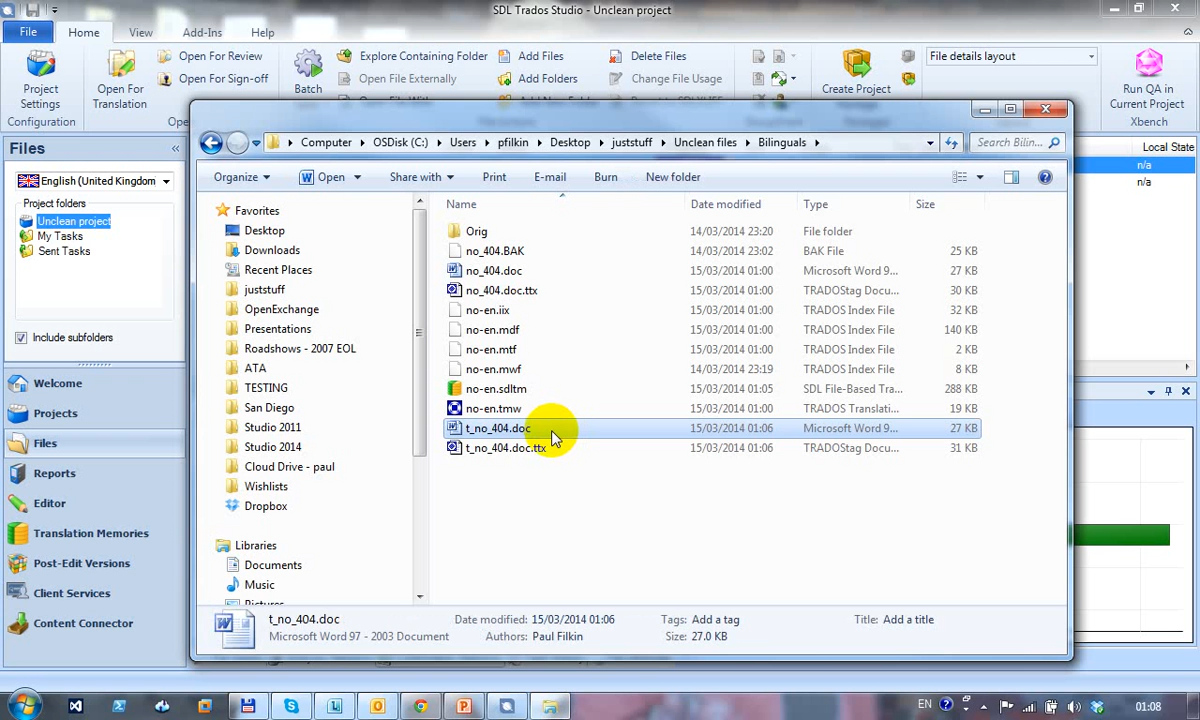 SDL Trados Studio - Unclean project
File
Home
View
Add-Ins
Help
Project Settings
Configuration
Open For Translation
Open For Review
Open For Sign-off
Batch
Explore Containing Folder
Open File Externally
Add Files
Add Folders
Delete Files
Change File Usage
Create Project
File details layout
Run QA in Current Project
Xbench
Files
English (United Kingdom
Project folders
Unclean project
My Tasks
Sent Tasks
Include subfolders
Welcome
Projects
Files
Reports
Editor
Translation Memories
Post-Edit Versions
Client Services
Content Connector
Local State
n/a
n/a
Computer
OSDisk (C:)
Users
pfilkin
Desktop
juststuff
Unclean files
Bilinguals
Search Bilin...
Organize
Open
Share with
Print
E-mail
Burn
New folder
Favorites
Desktop
Downloads
Recent Places
juststuff
OpenExchange
Presentations
Roadshows - 2007 EOL
ATA
TESTING
San Diego
Studio 2011
Studio 2014
Cloud Drive - paul
Wishlists
Dropbox
Libraries
Documents
Music
Pictures
Name Date modified Type Size
Orig 14/03/2014 23:20 File folder
no_404.BAK 14/03/2014 23:02 BAK File 25 KB
no_404.doc 15/03/2014 01:00 Microsoft Word 9... 27 KB
no_404.doc.ttx 15/03/2014 01:00 TRADOStag Docu... 30 KB
no-en.iix 15/03/2014 01:00 TRADOS Index File 32 KB
no-en.mdf 15/03/2014 01:00 TRADOS Index File 140 KB
no-en.mtf 15/03/2014 01:00 TRADOS Index File 2 KB
no-en.mwf 14/03/2014 23:19 TRADOS Index File 8 KB
no-en.sdltm 15/03/2014 01:05 SDL File-Based Tra... 288 KB
no-en.tmw 15/03/2014 01:00 TRADOS Translati... 19 KB
t_no_404.doc 15/03/2014 01:06 Microsoft Word 9... 27 KB
t_no_404.doc.ttx 15/03/2014 01:06 TRADOStag Docu... 31 KB
t_no_404.doc Date modified: 15/03/2014 01:06 Tags: Add a tag Title: Add a title
Microsoft Word 97 - 2003 Document Authors: Paul Filkin Size: 27.0 KB
EN
01:08